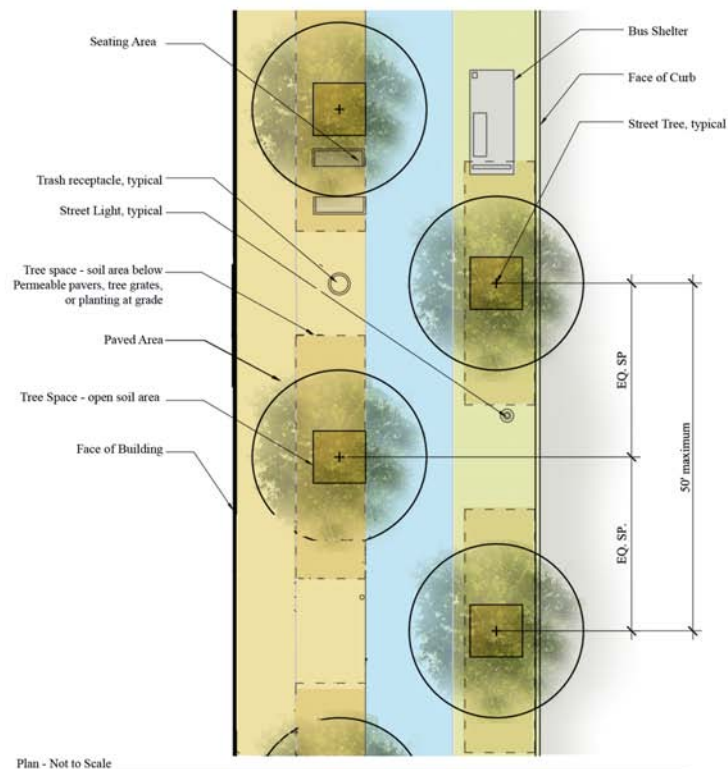 Seating Area
Trash receptacle, typical
Street Light, typical
Tree space - soil area below
Permeable pavers, tree grates,
or planting at grade
Paved Area
Tree Space - open soil area
Face of Building
Bus Shelter
Face of Curb
Street Tree, typical
EQ. SP
EQ. SP.
50' maximum
Plan - Not to Scale